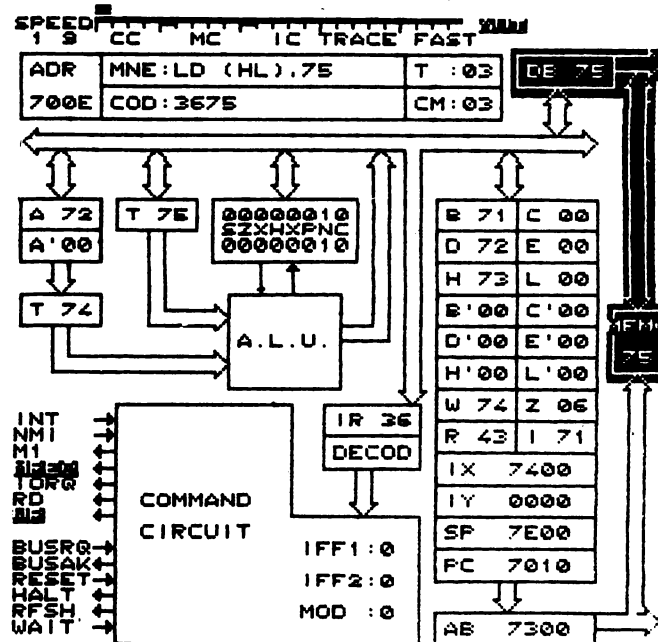 SPEED
1 9 CC MC IC TRACE FAST
ADR MNE:LD (HL),75 T :03
700E COD:3675 CM:03
DB 75
A 72
A'00
T 75
00000010
SZXHXPNC
00000010
T 74
A.L.U.
B 71 C 00
D 72 E 00
H 73 L 00
B'00 C'00
D'00 E'00
H'00 L'00
W 74 Z 06
R 43 I 71
IX 7400
IY 0000
SP 7E00
PC 7010
AB 7300
MEM
75
IR 36
DECOD
INT
NMI
M1
IORQ
RD
BUSRQ
BUSAK
RESET
HALT
RFSH
WAIT
COMMAND
CIRCUIT
IFF1:0
IFF2:0
MOD :0